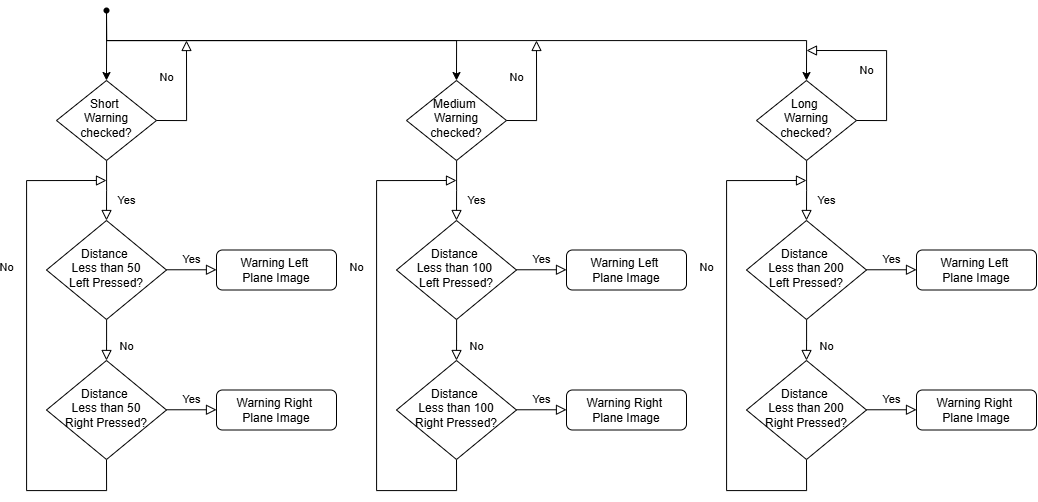 No
No
No
Short
Warning
checked?
Medium
Warning
checked?
Long
Warning
checked?
Yes
Yes
Yes
Distance
Less than 50
Left Pressed?
Yes
Warning Left
Plane Image
Distance
Less than 100
Left Pressed?
Yes
Warning Left
Plane Image
Distance
Less than 200
Left Pressed?
Yes
Warning Left
Plane Image
No
No
No
No
No
No
Distance
Less than 50
Right Pressed?
Yes
Warning Right
Plane Image
Distance
Less than 100
Right Pressed?
Yes
Warning Right
Plane Image
Distance
Less than 200
Right Pressed?
Yes
Warning Right
Plane Image